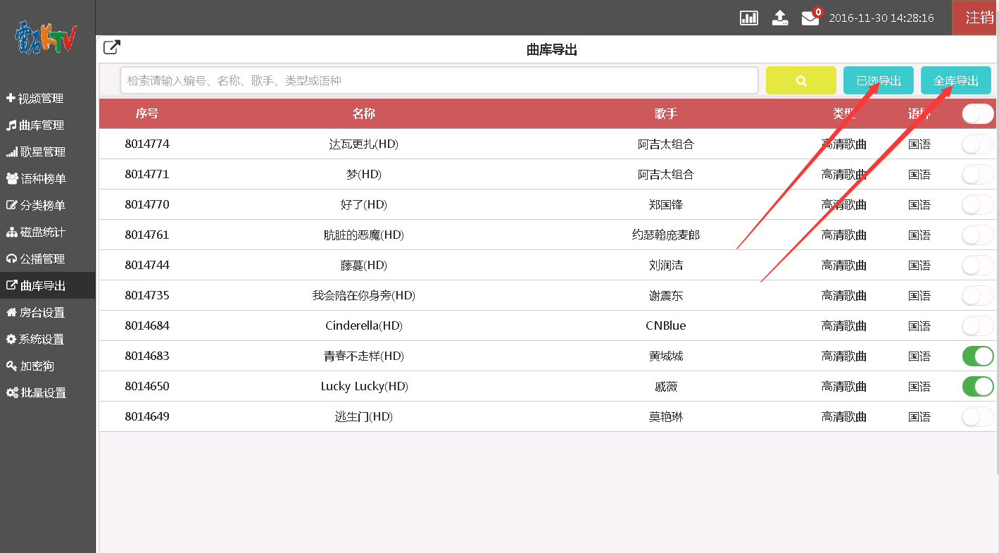 雷石KTV
0
2016-11-30 14:28:16
注销
视频管理
曲库管理
歌星管理
语种榜单
分类榜单
磁盘统计
公播管理
曲库导出
房台设置
系统设置
加密狗
批量设置
曲库导出
检索请输入编号、名称、歌手、类型或语种
已选导出 全库导出
序号 名称 歌手 类型 语种
8014774 达瓦更扎(HD) 阿吉太组合 高清歌曲 国语
8014771 梦(HD) 阿吉太组合 高清歌曲 国语
8014770 好了(HD) 郑国锋 高清歌曲 国语
8014761 肮脏的恶魔(HD) 约瑟翰庞麦郎 高清歌曲 国语
8014744 藤蔓(HD) 刘润洁 高清歌曲 国语
8014735 我会陪在你身旁(HD) 谢震东 高清歌曲 国语
8014684 Cinderella(HD) CNBlue 高清歌曲 国语
8014683 青春不走样(HD) 黄城城 高清歌曲 国语
8014650 Lucky Lucky(HD) 戚薇 高清歌曲 国语
8014649 逃生门(HD) 莫艳琳 高清歌曲 国语